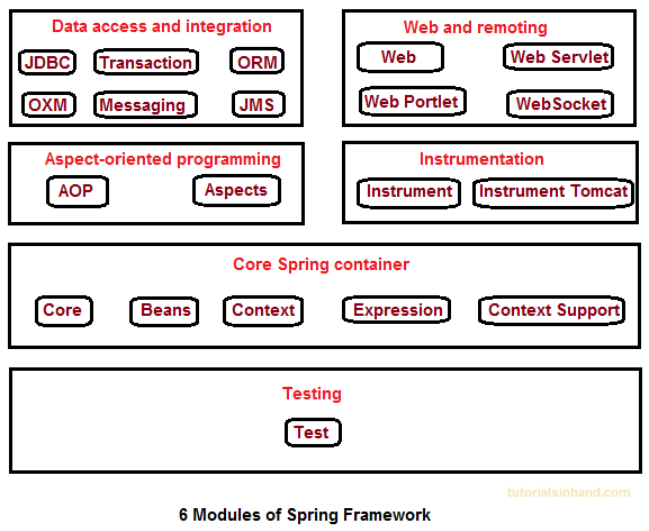 Data access and integration
JDBC Transaction ORM
OXM Messaging JMS
Web and remoting
Web Web Servlet
Web Portlet WebSocket
Aspect-oriented programming
AOP Aspects
Instrumentation
Instrument Instrument Tomcat
Core Spring container
Core Beans Context Expression Context Support
Testing
Test
tutorialsinhand.com
6 Modules of Spring Framework